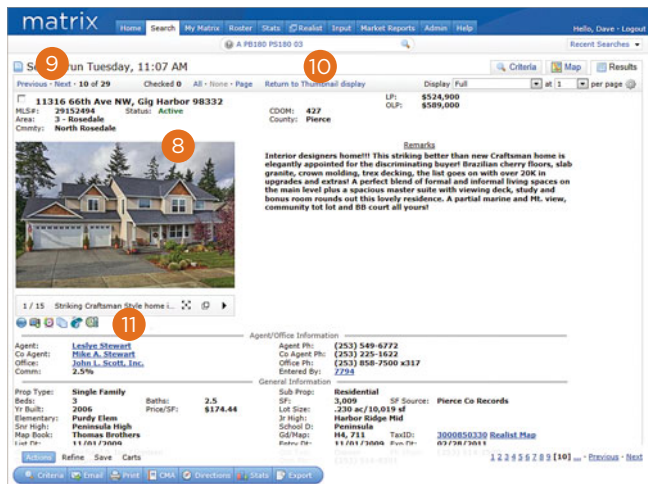 matrix
Home Search My Matrix Roster Stats Realist Input Market Reports Admin Help
Hello, Dave - Logout
A PB180 PS180 03
Recent Searches
run Tuesday, 11:07 AM
Criteria Map Results
9
10
Previous · Next · 10 of 29 Checked 0 All · None · Page Return to Thumbnail display Display Full at 1 per page
11316 66th Ave NW, Gig Harbor 98332
LP: $524,900
OLP: $589,000
MLS#: 29152494 Status: Active CDOM: 427
Area: 3 - Rosedale County: Pierce
Cmmty: North Rosedale
8
Remarks
Interior designers home!!! This striking better than new Craftsman home is
elegantly appointed for the discriminating buyer! Brazilian cherry floors, slab
granite, crown molding, trex decking, the list goes on with over 20K in
upgrades and extras! A perfect blend of formal and informal living spaces on
the main level plus a spacious master suite with viewing deck, study and
bonus room rounds out this lovely residence. A partial marine and Mt. view,
community tot lot and BB court all yours!
1 / 15 Striking Craftsman Style home i...
11
Agent/Office Information
Agent: Leslye Stewart Agent Ph: (253) 549-6772
Co Agent: Mike A. Stewart Co Agent Ph: (253) 225-1622
Office: John L. Scott, Inc. Office Ph: (253) 858-7500 x317
Comm: 2.5% Entered By: 7794
General Information
Prop Type: Single Family Sub Prop: Residential
Beds: 3 Baths: 2.5 SF: 3,009 SF Source: Pierce Co Records
Yr Built: 2006 Price/SF: $174.44 Lot Size: .230 ac/10,019 sf
Elementary: Purdy Elem Jr High: Harbor Ridge Mid
Snr High: Peninsula High School D: Peninsula
Map Book: Thomas Brothers Gd/Map: H4, 711 TaxID: 3000850330 Realist Map
List Dt: 11/01/2009 Entry Dt: 11/01/2009 Exp Dt: 02/28/2011
Actions Refine Save Carts
1 2 3 4 5 6 7 8 9 [10] ... - Previous · Next
Criteria Email Print CMA Directions Stats Export